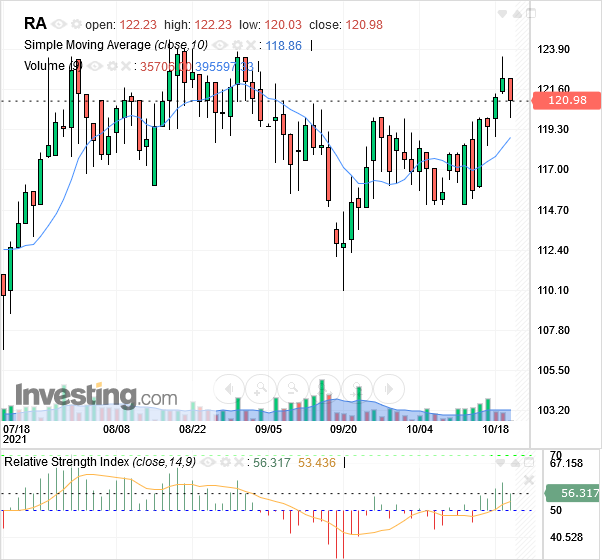 RA open: 122.23 high: 122.23 low: 120.03 close: 120.98
Simple Moving Average (close,10) : 118.86
Volume (9) : 35706.00 395597.33
123.90
121.60
120.98
119.30
117.00
114.70
112.40
110.10
107.80
105.50
103.20
Investing.com
07/18 08/08 08/22 09/05 09/20 10/04 10/18
2021
Relative Strength Index (close,14,9) : 56.317 53.436
70
67.158
56.317
50
40.528